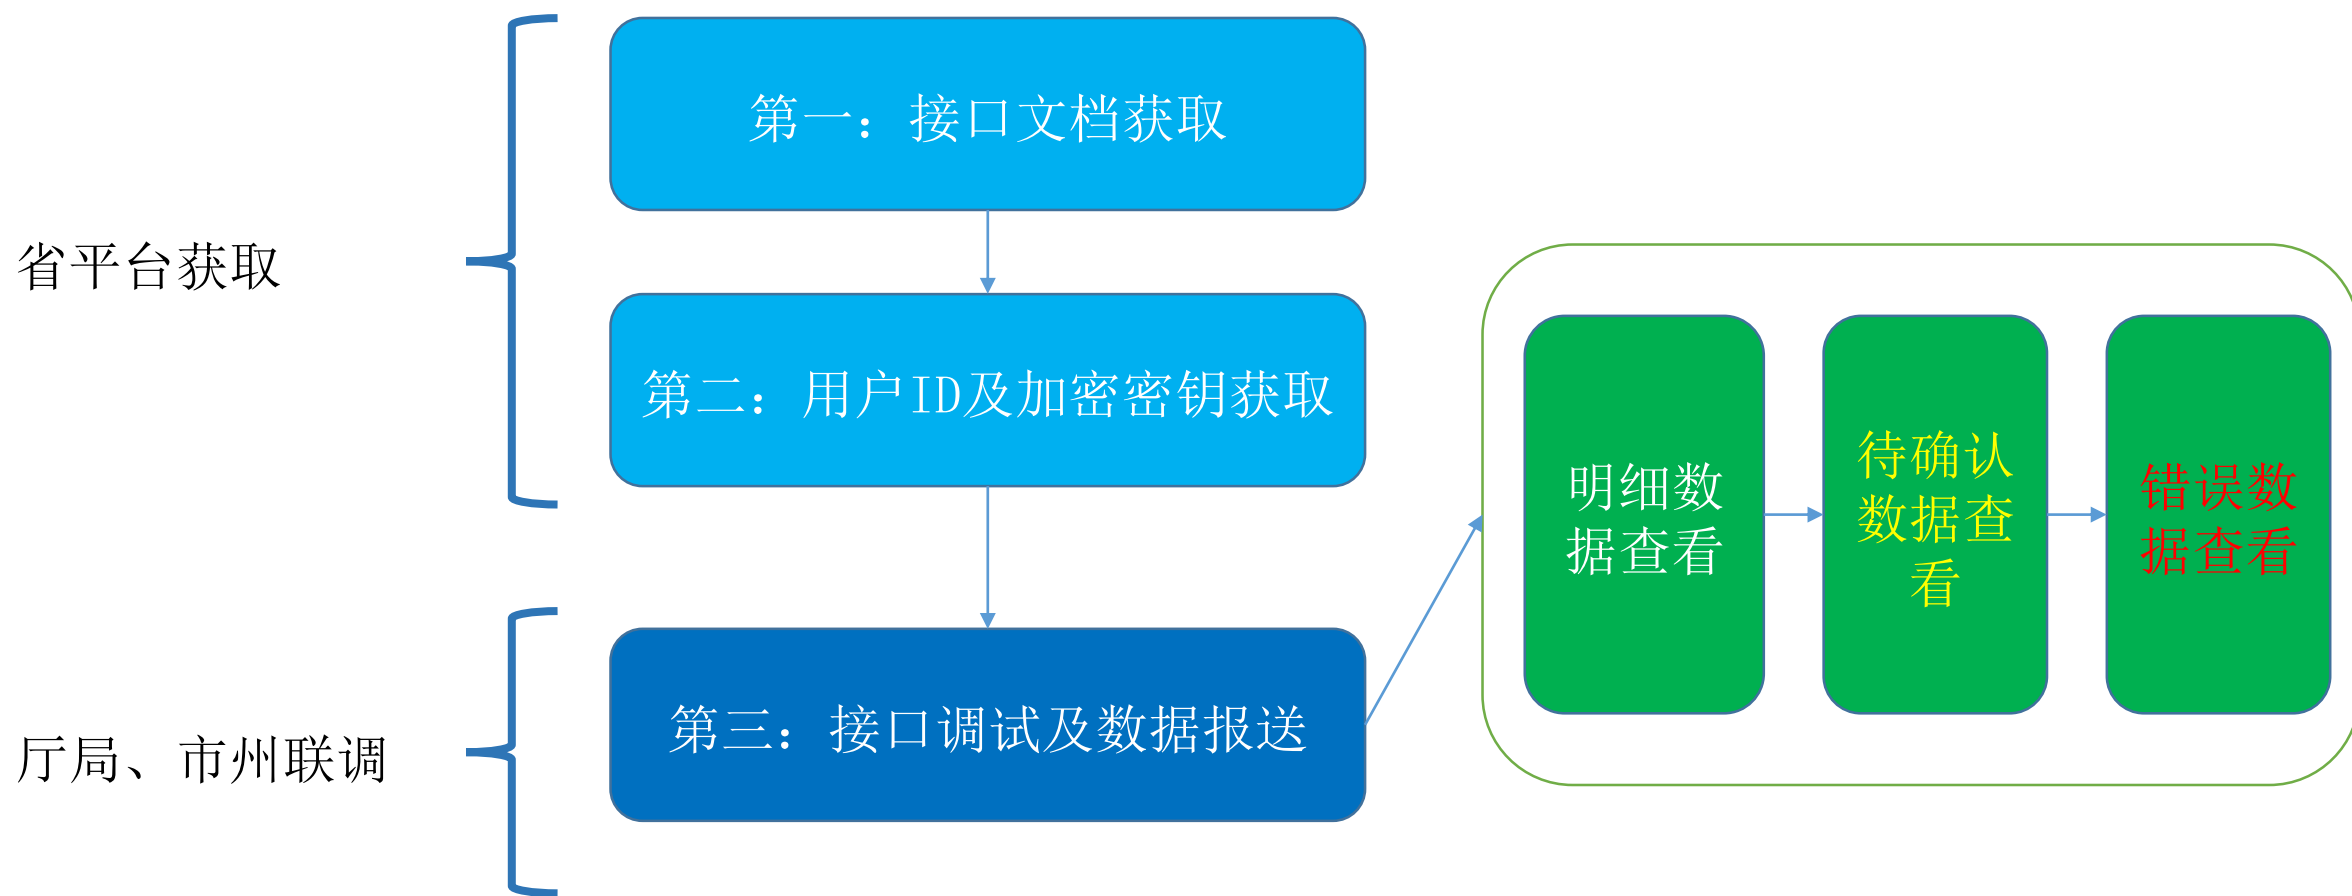 第一：接口文档获取
省平台获取
第二：用户ID及加密密钥获取
明细数
据查看
待确认
数据查
看
错误数
据查看
第三：接口调试及数据报送
厅局、市州联调